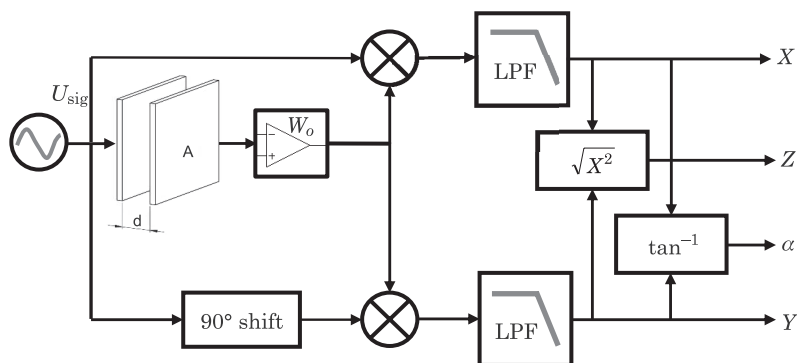 X
LPF
U_sig
W_o
−
+
A
√X²
Z
d
tan⁻¹
α
90° shift
LPF
Y